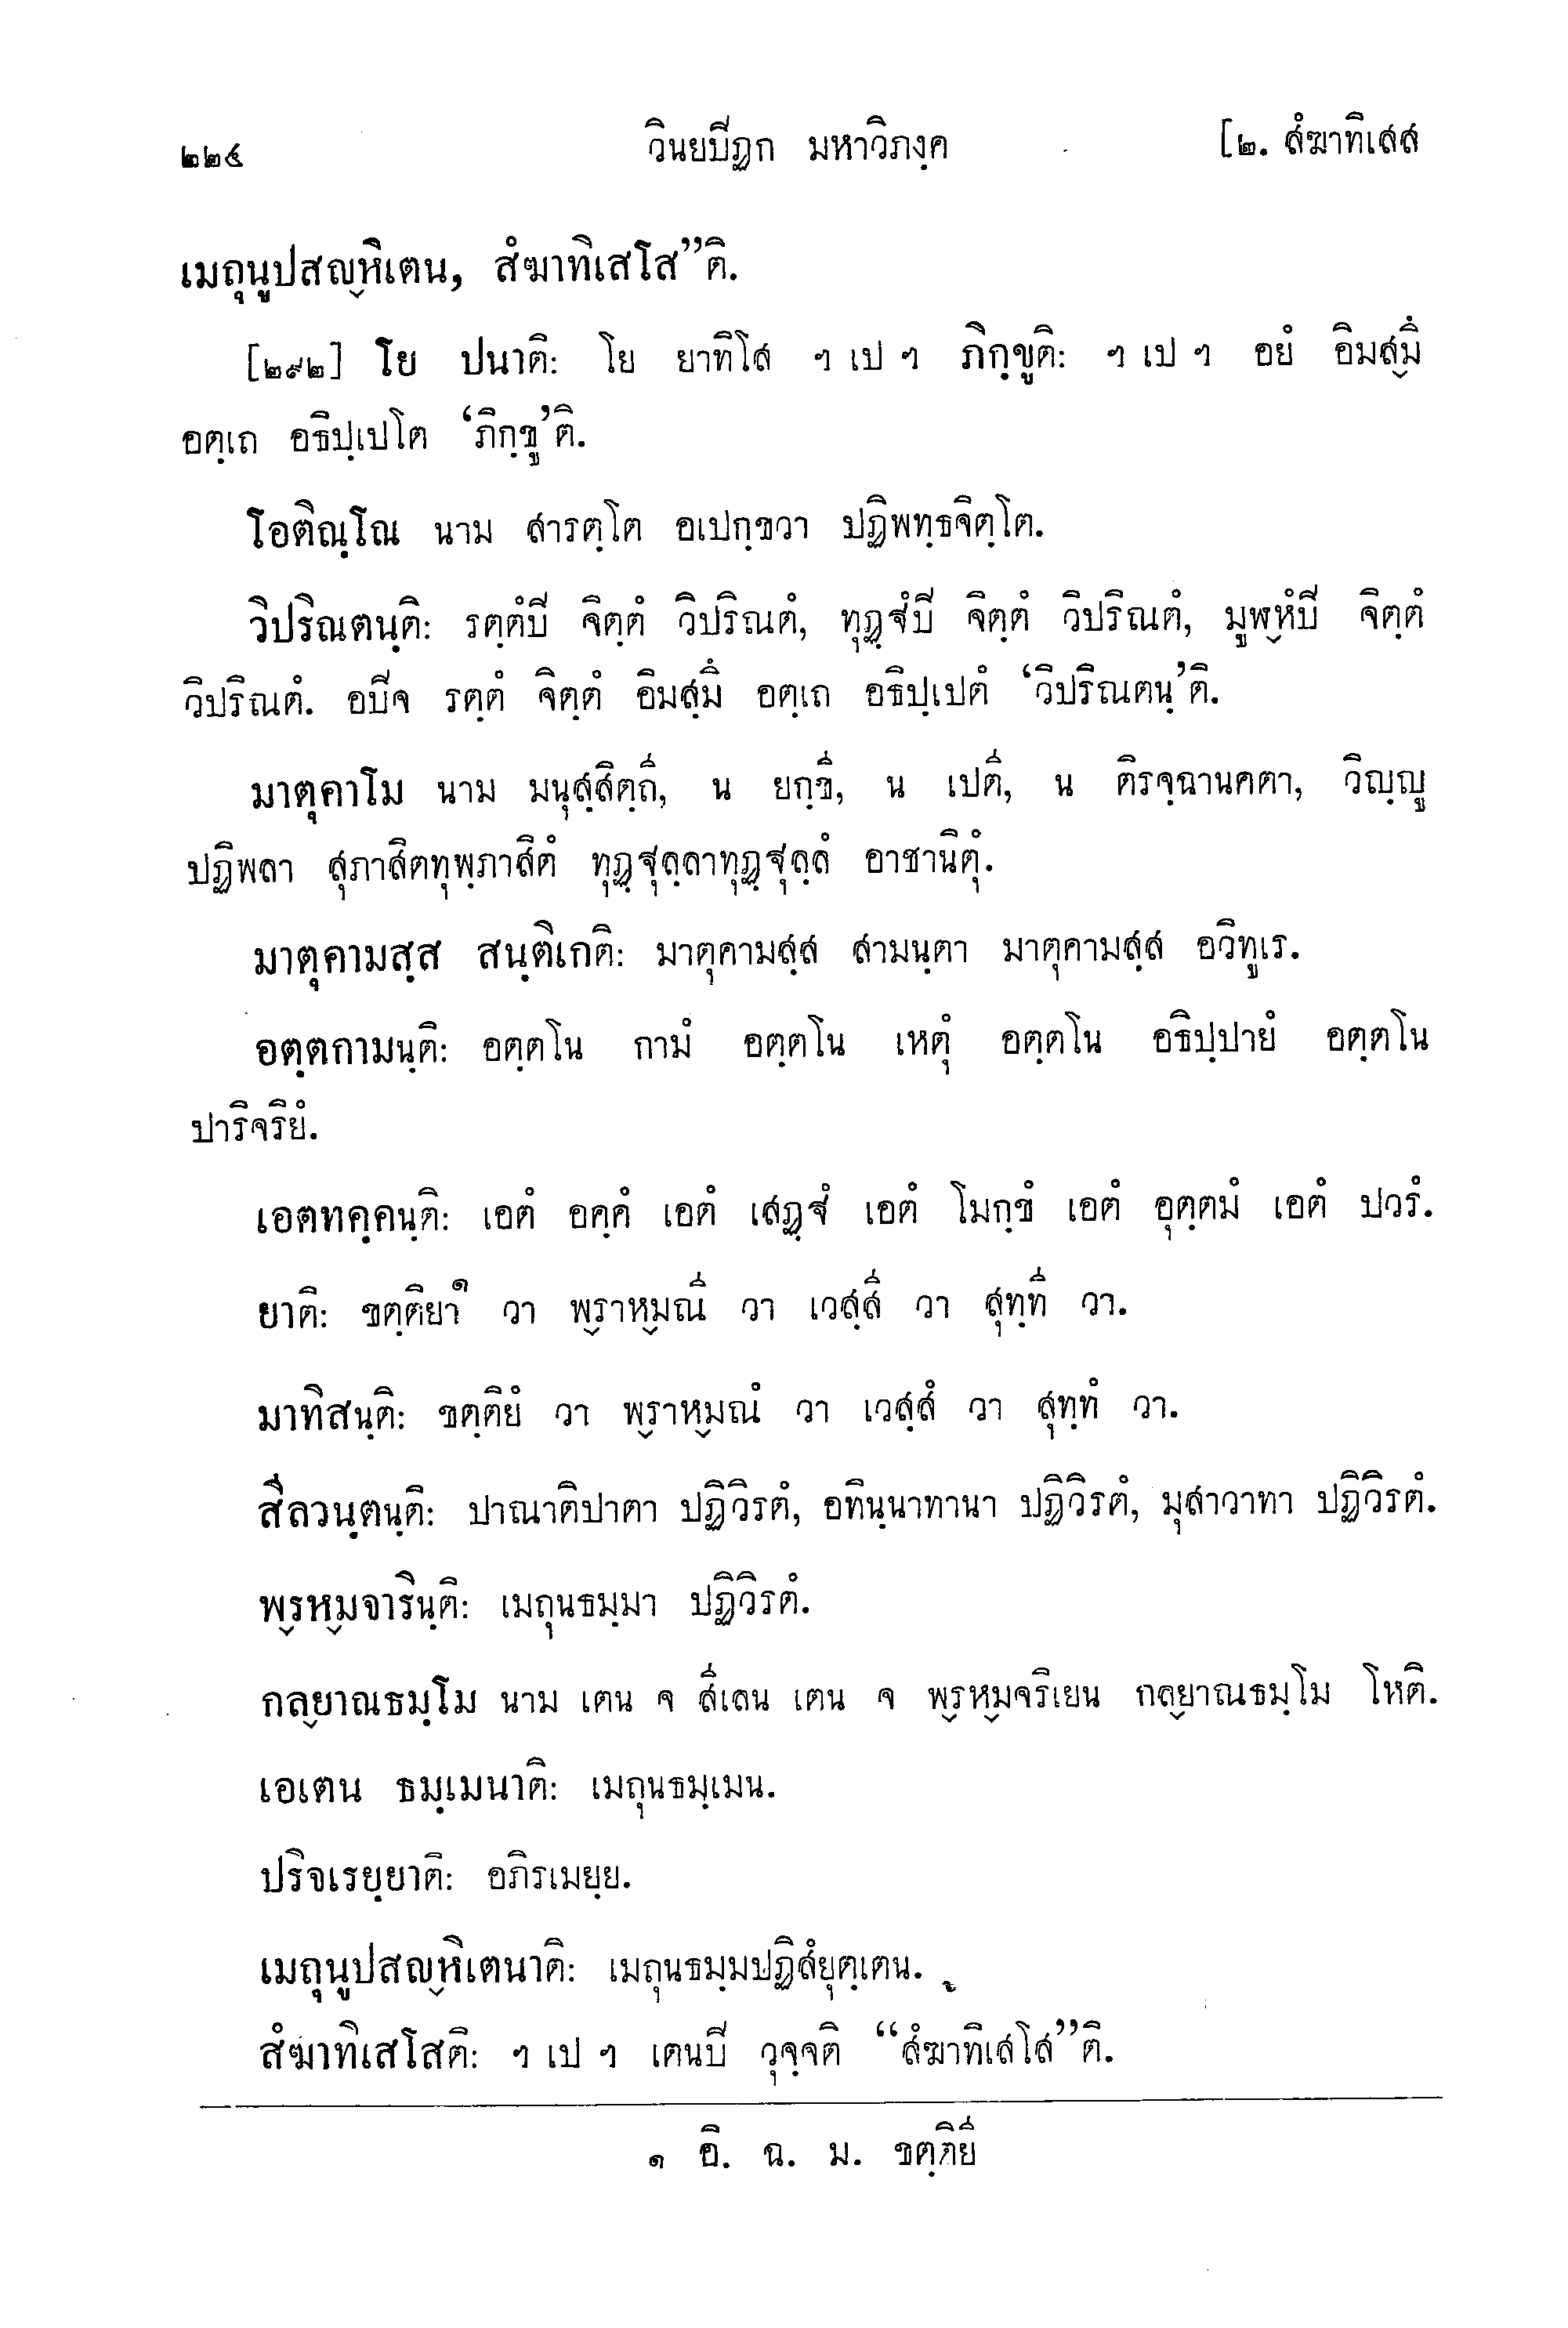 ๒๒๔ วินยปิฏก มหาวิภงฺค [๒. สํฆาทิเสส
เมถุนูปสญฺหิเตน, สํฆาทิเสโส”ติ.
[๒๙๒] โย ปนาติ: โย ยาทิโส ฯ เป ฯ ภิกฺขูติ: ฯ เป ฯ อยํ อิมสฺมึ
อตฺเถ อธิปฺเปโต ‘ภิกฺขู’ติ.
โอติณฺโณ นาม สารตฺโต อเปกฺขวา ปฏิพทฺธจิตฺโต.
วิปริณตนฺติ: รตฺตํปิ จิตฺตํ วิปริณตํ, ทุฏฺฐํปิ จิตฺตํ วิปริณตํ, มูฬฺหํปิ จิตฺตํ
วิปริณตํ. อปิจ รตฺตํ จิตฺตํ อิมสฺมึ อตฺเถ อธิปฺเปตํ ‘วิปริณตนฺ’ติ.
มาตุคาโม นาม มนุสฺสิตฺถี, น ยกฺขี, น เปตี, น ติรจฺฉานคตา, วิญฺญู
ปฏิพลา สุภาสิตทุพฺภาสิตํ ทุฏฺฐุลฺลาทุฏฺฐุลฺลํ อาชานิตุํ.
มาตุคามสฺส สนฺติเกติ: มาตุคามสฺส สามนฺตา มาตุคามสฺส อวิทูเร.
อตฺตกามนฺติ: อตฺตโน กามํ อตฺตโน เหตุํ อตฺตโน อธิปฺปายํ อตฺตโน
ปาริจริยํ.
เอตทคฺคนฺติ: เอตํ อคฺคํ เอตํ เสฏฺฐํ เอตํ โมกฺขํ เอตํ อุตฺตมํ เอตํ ปวรํ.
ยาติ: ขตฺติยา๑ วา พฺราหฺมณี วา เวสฺสี วา สุทฺที วา.
มาทิสนฺติ: ขตฺติยํ วา พฺราหฺมณํ วา เวสฺสํ วา สุทฺทํ วา.
สีลวนฺตนฺติ: ปาณาติปาตา ปฏิวิรตํ, อทินฺนาทานา ปฏิวิรตํ, มุสาวาทา ปฏิวิรตํ.
พฺรหฺมจารินฺติ: เมถุนธมฺมา ปฏิวิรตํ.
กลฺยาณธมฺโม นาม เตน จ สีเลน เตน จ พฺรหฺมจริเยน กลฺยาณธมฺโม โหติ.
เอเตน ธมฺเมนาติ: เมถุนธมฺเมน.
ปริจเรยฺยาติ: อภิรเมยฺย.
เมถุนูปสญฺหิเตนาติ: เมถุนธมฺมปฏิสํยุตฺเตน.
สํฆาทิเสโสติ: ฯ เป ฯ เตนปิ วุจฺจติ “สํฆาทิเสโส”ติ.
๑ อิ. ฉ. ม. ขตฺติยี